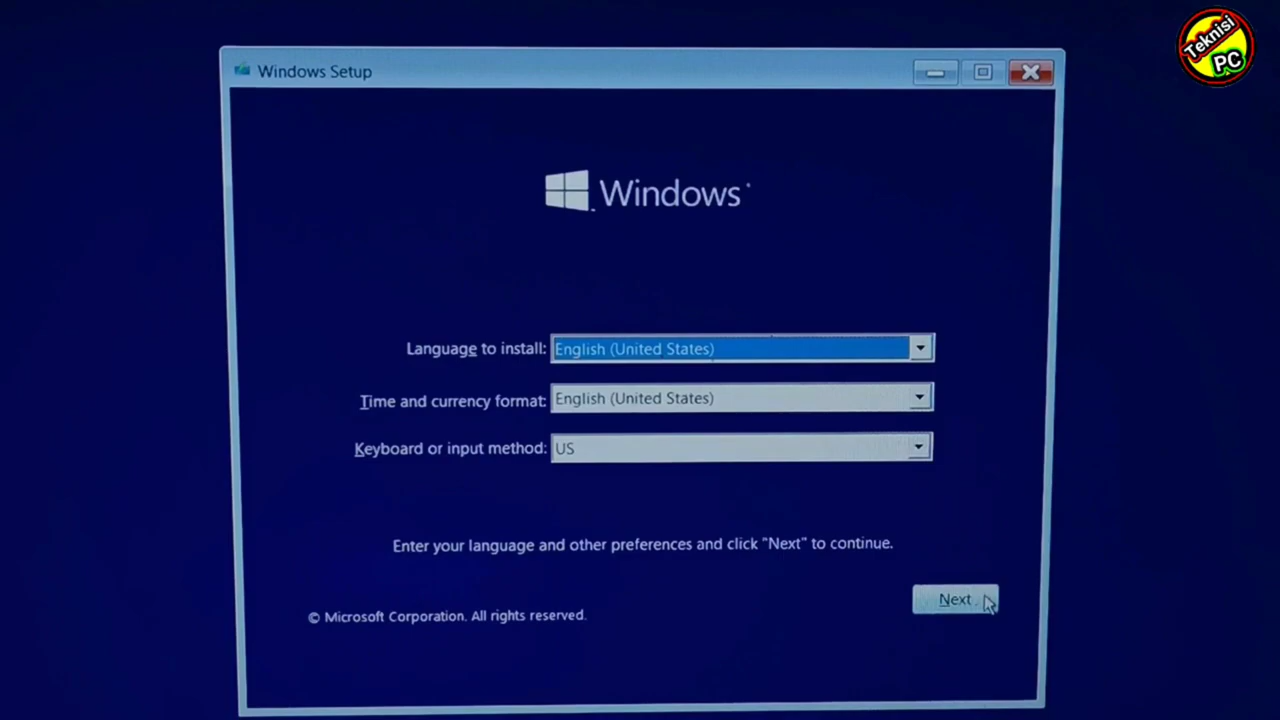 Teknisi
PC
Windows Setup
Windows
Language to install: English (United States)
Time and currency format: English (United States)
Keyboard or input method: US
Enter your language and other preferences and click "Next" to continue.
Next
© Microsoft Corporation. All rights reserved.